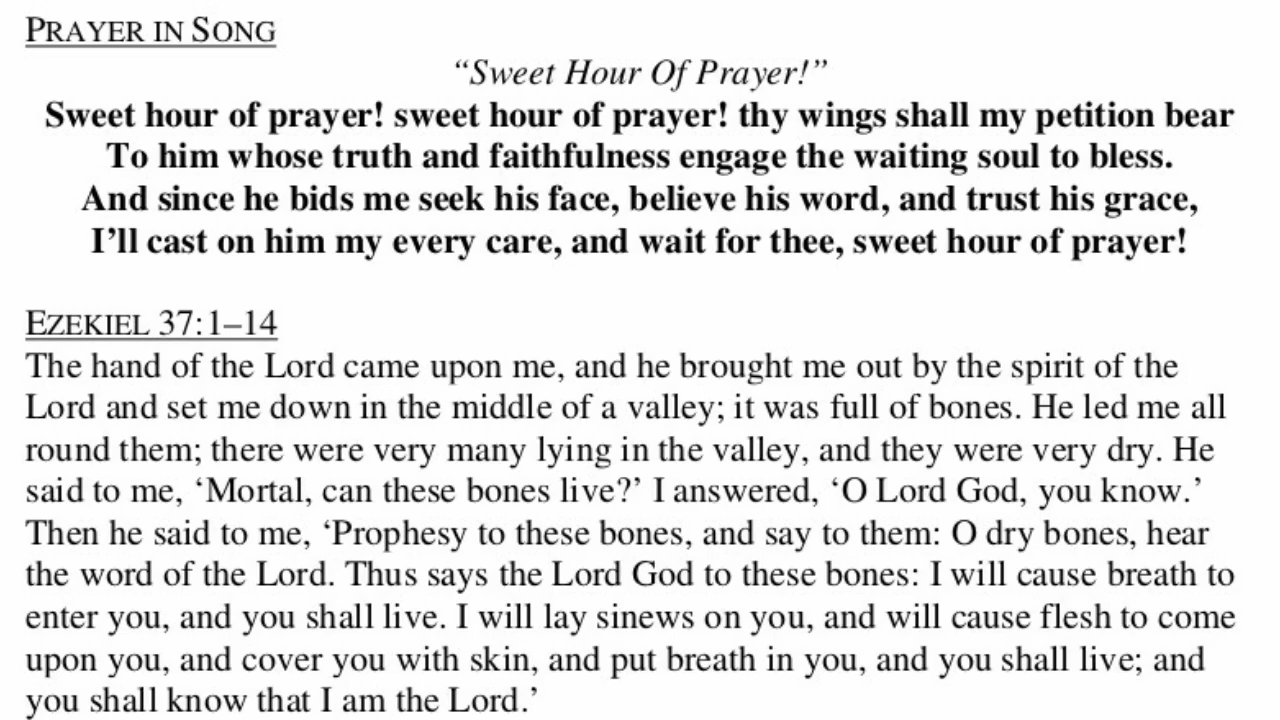 PRAYER IN SONG
“Sweet Hour Of Prayer!”
Sweet hour of prayer! sweet hour of prayer! thy wings shall my petition bear
To him whose truth and faithfulness engage the waiting soul to bless.
And since he bids me seek his face, believe his word, and trust his grace,
I’ll cast on him my every care, and wait for thee, sweet hour of prayer!
EZEKIEL 37:1–14
The hand of the Lord came upon me, and he brought me out by the spirit of the
Lord and set me down in the middle of a valley; it was full of bones. He led me all
round them; there were very many lying in the valley, and they were very dry. He
said to me, ‘Mortal, can these bones live?’ I answered, ‘O Lord God, you know.’
Then he said to me, ‘Prophesy to these bones, and say to them: O dry bones, hear
the word of the Lord. Thus says the Lord God to these bones: I will cause breath to
enter you, and you shall live. I will lay sinews on you, and will cause flesh to come
upon you, and cover you with skin, and put breath in you, and you shall live; and
you shall know that I am the Lord.’